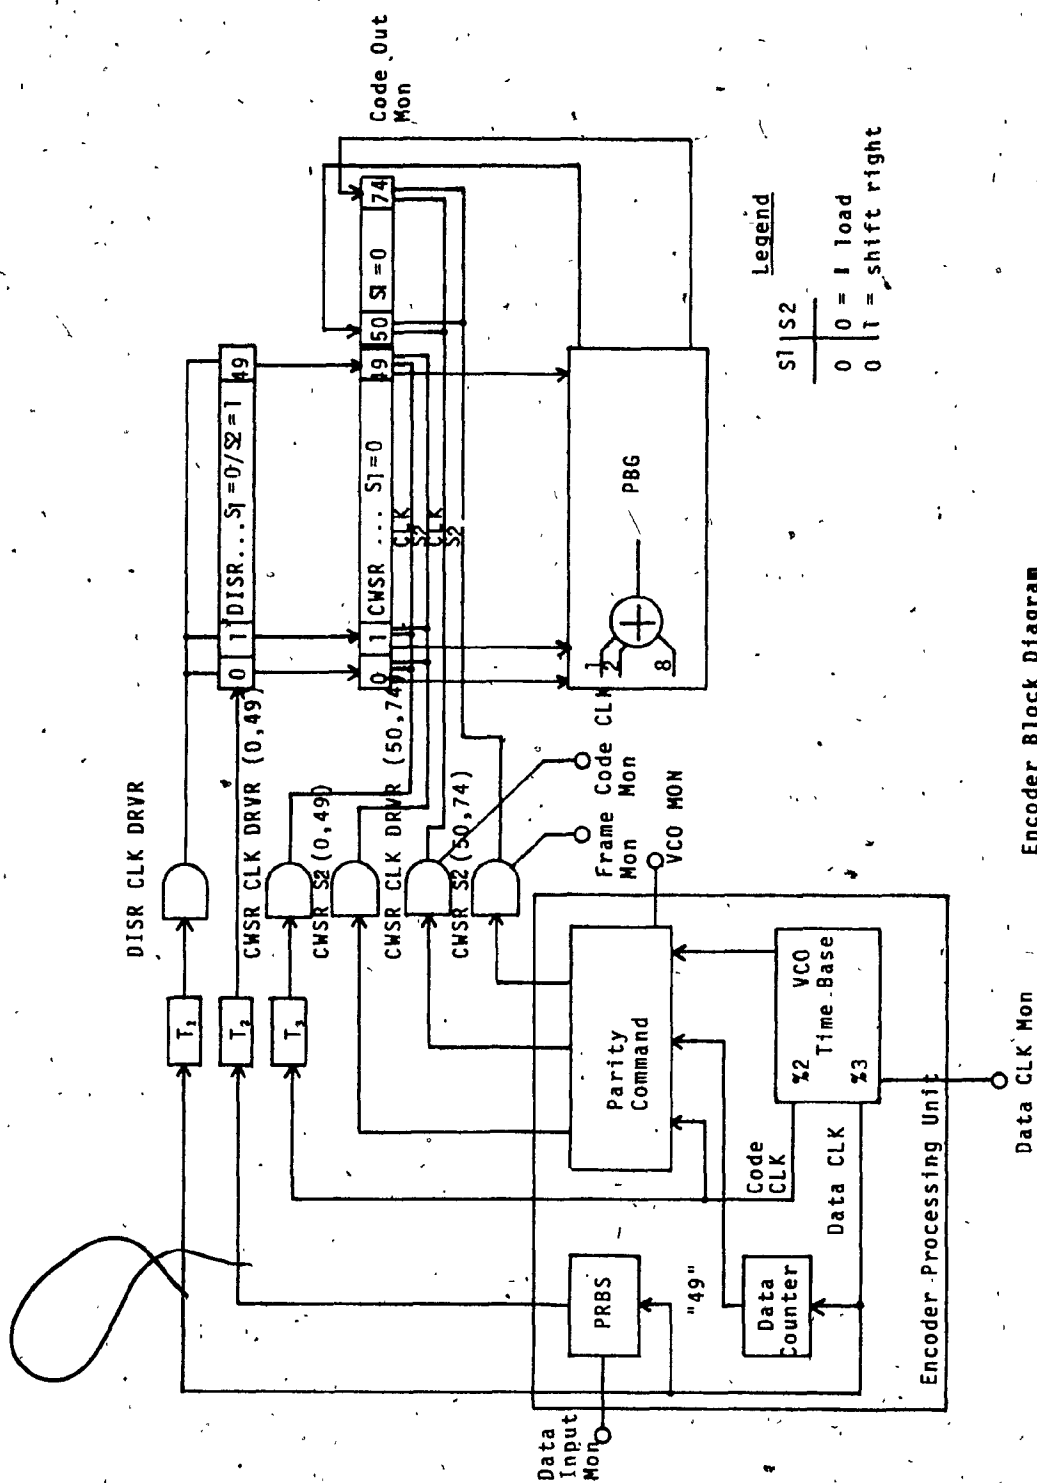 Code Out
Mon
DISR CLK DRVR
0 1 DISR...S1=0/S2=1 49
CWSR CLK DRVR (0,49)
0 1 CWSR .... S1=0 49 50 S1=0 74
CWSR S2(0,49)
CLK
S2
CLK
S2
CWSR CLK DRVR (50,74)
CWSR S2(50,74)
T1
T2
T3
Code CLK
Mon
Frame
Mon
VCO MON
1
2
8
PBG
Legend
S1 S2
0 0 = 1 load
0 1 = shift right
Parity
Command
VCO
Time Base
%2
%3
Code
CLK
Data CLK
PRBS
"49"
Data
Counter
Data
Input
Mon
Encoder Processing Unit
Data CLK Mon
Encoder Block Diagram